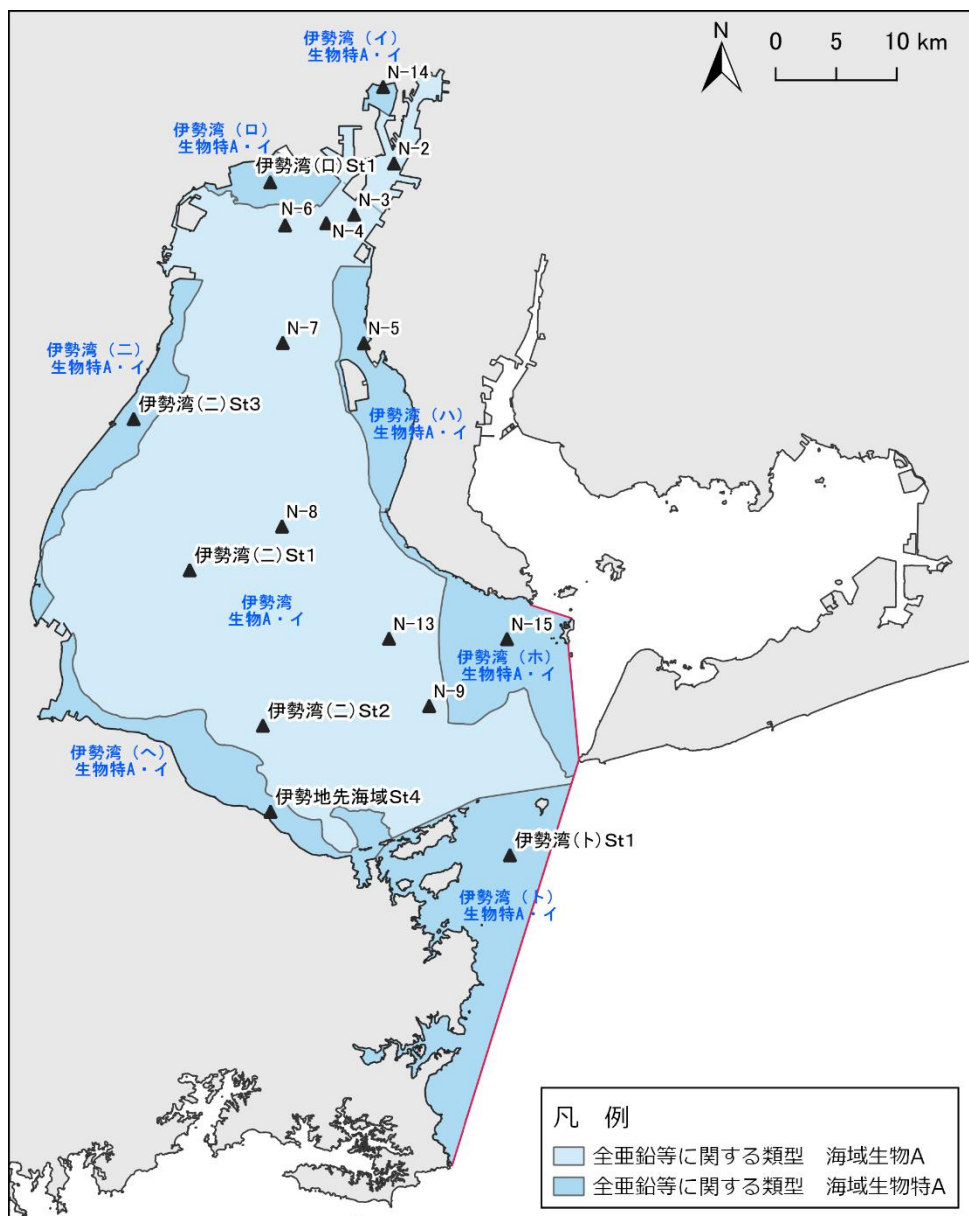 伊勢湾（イ）
生物特A・イ
N-14
N
0 5 10 km
伊勢湾（ロ）
生物特A・イ
伊勢湾(ロ)St1
N-2
N-3
N-6
N-4
N-7
N-5
伊勢湾（ニ）
生物特A・イ
伊勢湾(ニ)St3
伊勢湾（ハ）
生物特A・イ
N-8
伊勢湾(ニ)St1
伊勢湾
生物A・イ
N-13
N-15
伊勢湾（ホ）
生物特A・イ
N-9
伊勢湾(ニ)St2
伊勢湾（ヘ）
生物特A・イ
伊勢地先海域St4
伊勢湾(ト)St1
伊勢湾（ト）
生物特A・イ
凡 例
全亜鉛等に関する類型 海域生物A
全亜鉛等に関する類型 海域生物特A